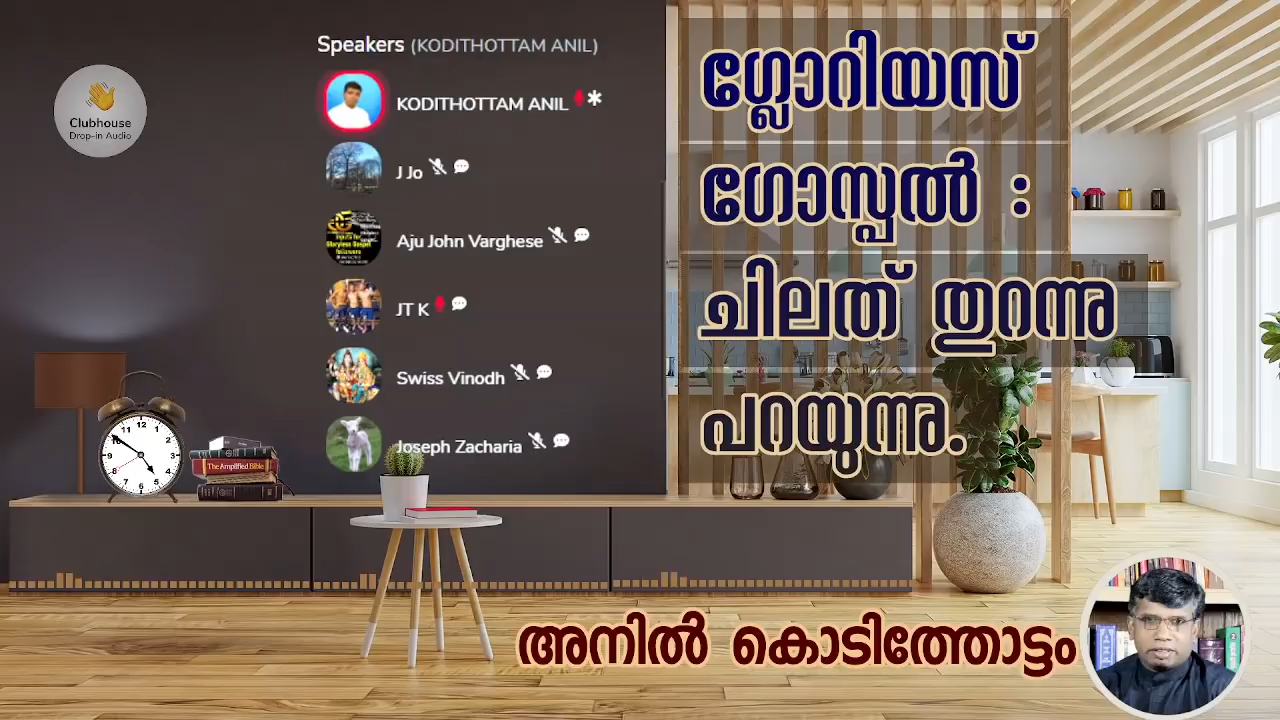 Speakers (KODITHOTTAM ANIL)
KODITHOTTAM ANIL
J Jo
Aju John Varghese
JT K
Swiss Vinodh
Joseph Zacharia
Clubhouse
Drop-in Audio
ഗ്ലോറിയസ്
ഗോസ്പൽ :
ചിലത് തുറന്നു
പറയുന്നു.
The Amplified Bible
അനിൽ കൊടിത്തോട്ടം